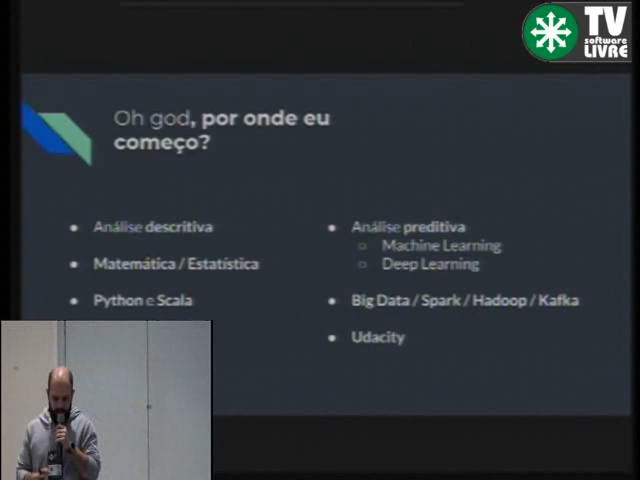 TV
software
LIVRE
Oh god, por onde eu
começo?
Análise descritiva
Matemática / Estatística
Python e Scala
Análise preditiva
Machine Learning
Deep Learning
Big Data / Spark / Hadoop / Kafka
Udacity